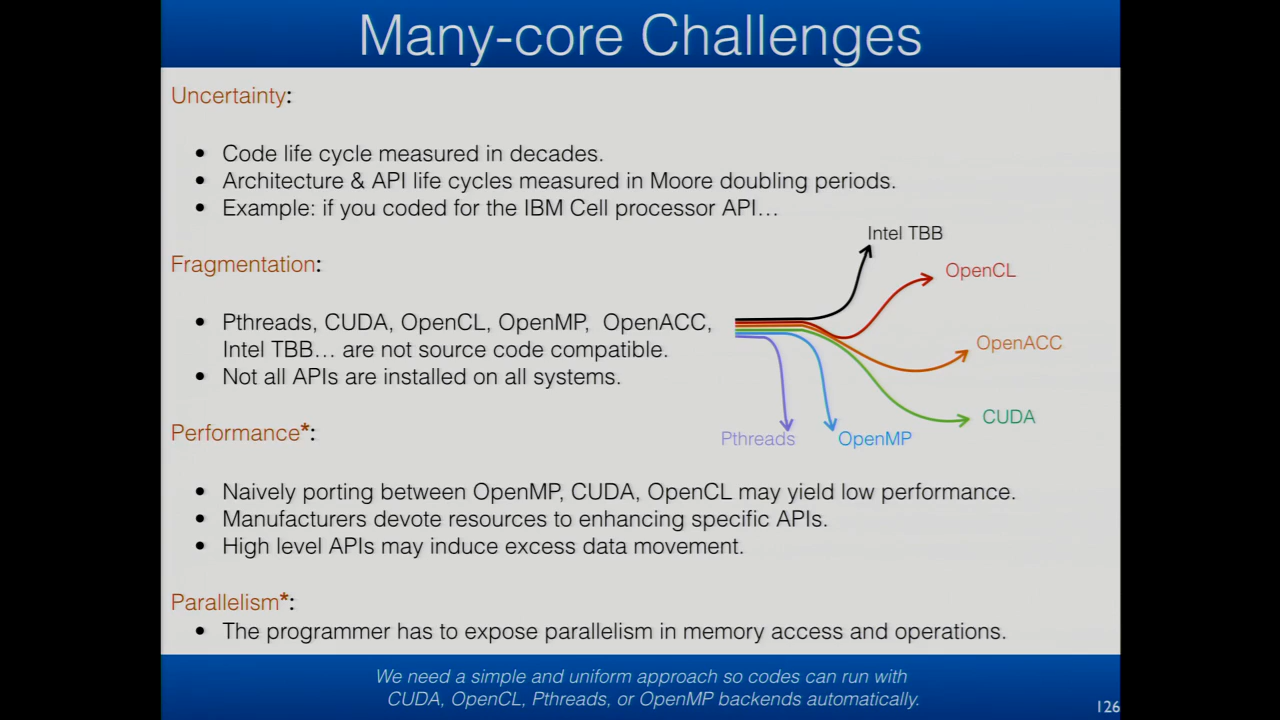 Many-core Challenges
Uncertainty:
• Code life cycle measured in decades.
• Architecture & API life cycles measured in Moore doubling periods.
• Example: if you coded for the IBM Cell processor API…
Intel TBB
Fragmentation:
OpenCL
• Pthreads, CUDA, OpenCL, OpenMP, OpenACC,
Intel TBB… are not source code compatible.
• Not all APIs are installed on all systems.
OpenACC
CUDA
Pthreads
OpenMP
Performance*:
• Naively porting between OpenMP, CUDA, OpenCL may yield low performance.
• Manufacturers devote resources to enhancing specific APIs.
• High level APIs may induce excess data movement.
Parallelism*:
• The programmer has to expose parallelism in memory access and operations.
We need a simple and uniform approach so codes can run with
CUDA, OpenCL, Pthreads, or OpenMP backends automatically.
126